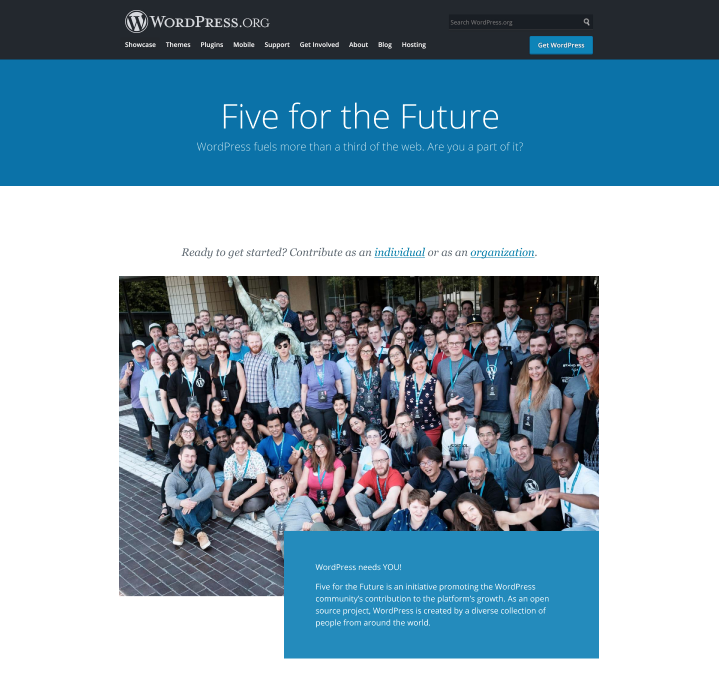 WORDPRESS.ORG
Search WordPress.org
Showcase Themes Plugins Mobile Support Get Involved About Blog Hosting
Get WordPress
Five for the Future
WordPress fuels more than a third of the web. Are you a part of it?
Ready to get started? Contribute as an individual or as an organization.
WordPress needs YOU!
Five for the Future is an initiative promoting the WordPress
community's contribution to the platform's growth. As an open
source project, WordPress is created by a diverse collection of
people from around the world.